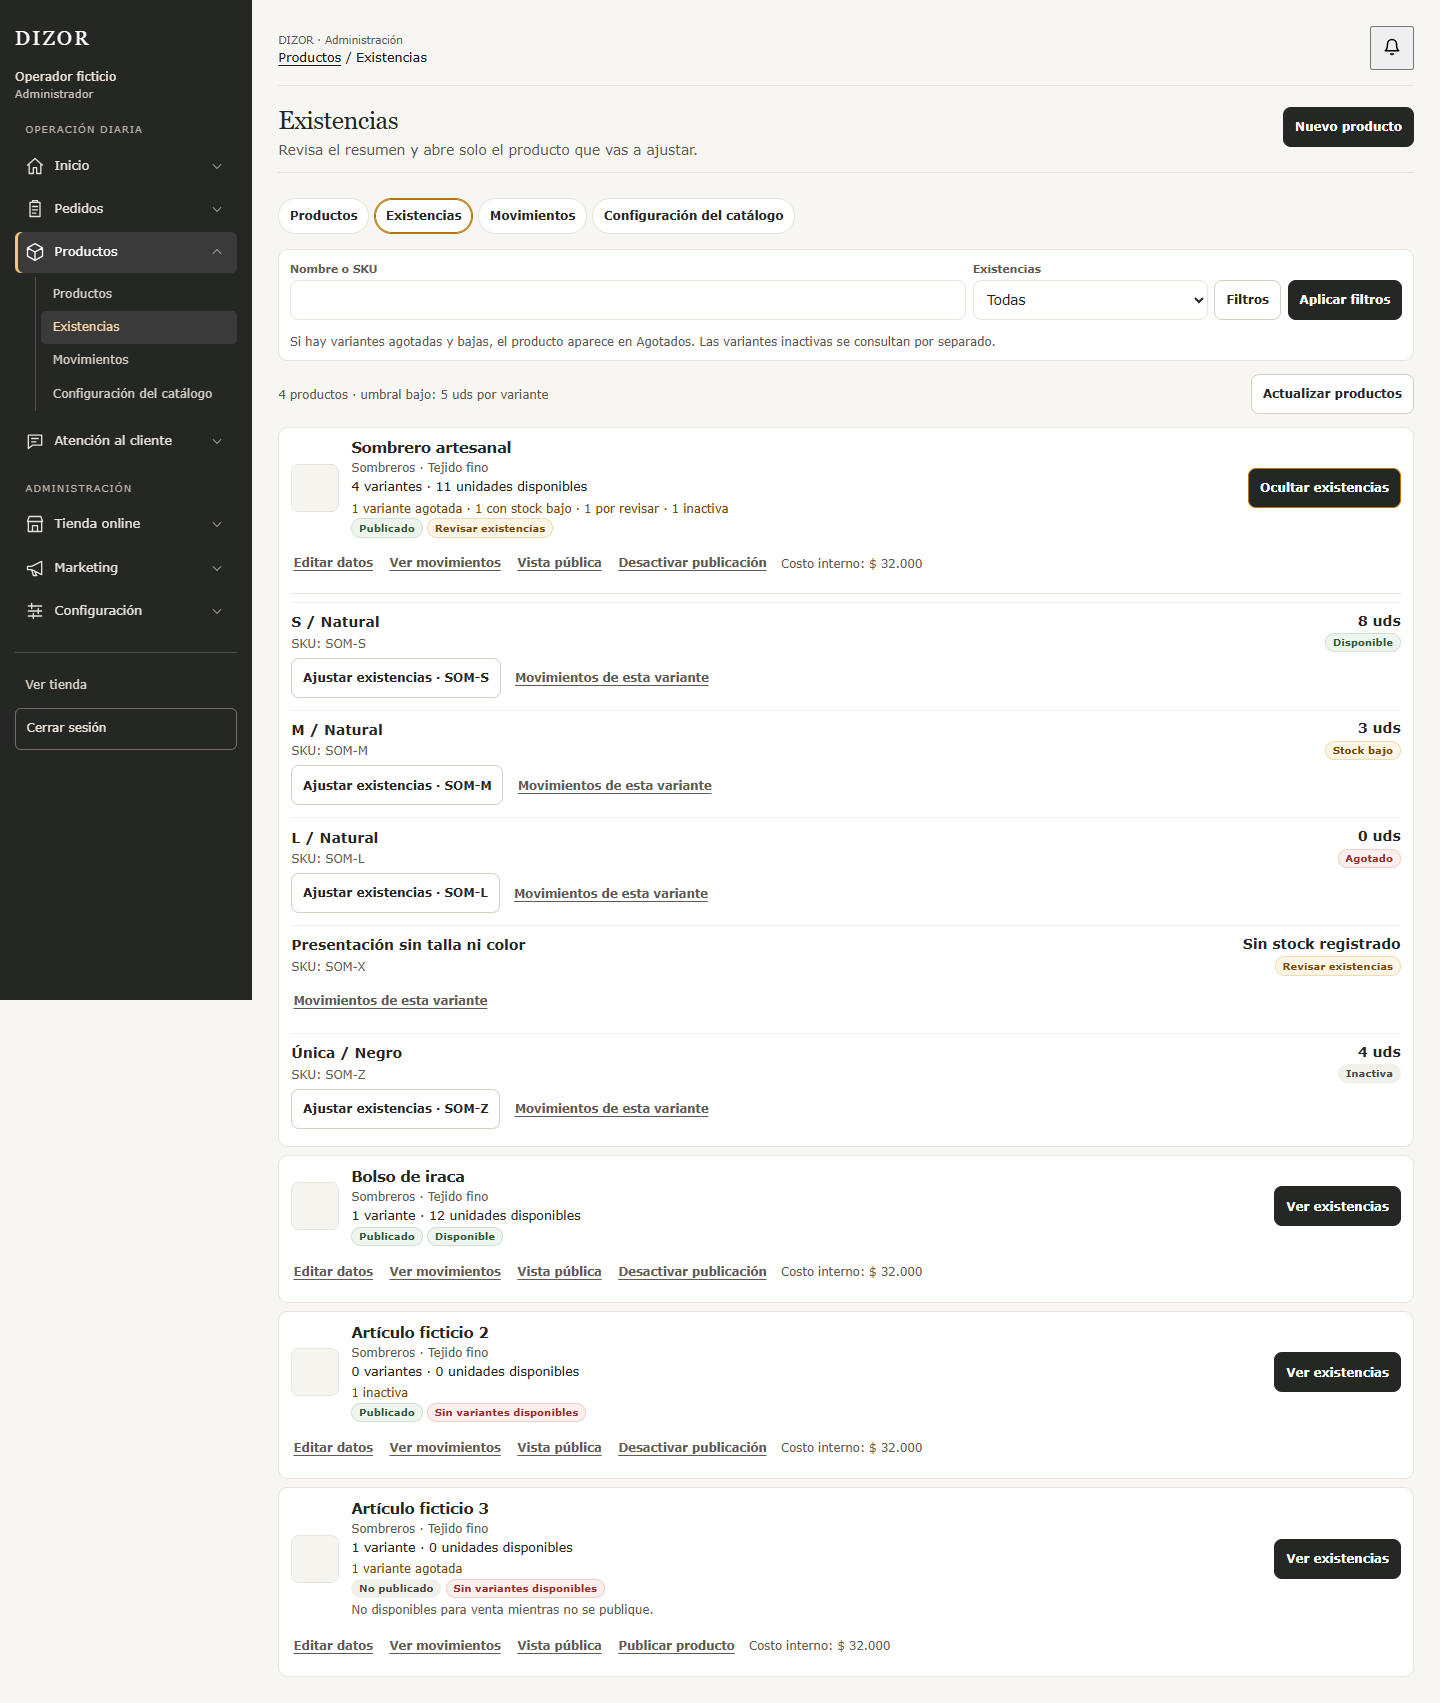 DIZOR
Operador ficticio
Administrador
OPERACIÓN DIARIA
Inicio
Pedidos
Productos
Productos
Existencias
Movimientos
Configuración del catálogo
Atención al cliente
ADMINISTRACIÓN
Tienda online
Marketing
Configuración
Ver tienda
Cerrar sesión
DIZOR · Administración
Productos / Existencias
Existencias
Revisa el resumen y abre solo el producto que vas a ajustar.
Nuevo producto
Productos Existencias Movimientos Configuración del catálogo
Nombre o SKU Existencias
Todas Filtros Aplicar filtros
Si hay variantes agotadas y bajas, el producto aparece en Agotados. Las variantes inactivas se consultan por separado.
4 productos · umbral bajo: 5 uds por variante Actualizar productos
Sombrero artesanal
Sombreros · Tejido fino
4 variantes · 11 unidades disponibles
1 variante agotada · 1 con stock bajo · 1 por revisar · 1 inactiva
Publicado Revisar existencias
Ocultar existencias
Editar datos Ver movimientos Vista pública Desactivar publicación Costo interno: $ 32.000
S / Natural 8 uds
SKU: SOM-S Disponible
Ajustar existencias · SOM-S Movimientos de esta variante
M / Natural 3 uds
SKU: SOM-M Stock bajo
Ajustar existencias · SOM-M Movimientos de esta variante
L / Natural 0 uds
SKU: SOM-L Agotado
Ajustar existencias · SOM-L Movimientos de esta variante
Presentación sin talla ni color Sin stock registrado
SKU: SOM-X Revisar existencias
Movimientos de esta variante
Única / Negro 4 uds
SKU: SOM-Z Inactiva
Ajustar existencias · SOM-Z Movimientos de esta variante
Bolso de iraca
Sombreros · Tejido fino
1 variante · 12 unidades disponibles
Publicado Disponible
Ver existencias
Editar datos Ver movimientos Vista pública Desactivar publicación Costo interno: $ 32.000
Artículo ficticio 2
Sombreros · Tejido fino
0 variantes · 0 unidades disponibles
1 inactiva
Publicado Sin variantes disponibles
Ver existencias
Editar datos Ver movimientos Vista pública Desactivar publicación Costo interno: $ 32.000
Artículo ficticio 3
Sombreros · Tejido fino
1 variante · 0 unidades disponibles
1 variante agotada
No publicado Sin variantes disponibles
No disponibles para venta mientras no se publique.
Ver existencias
Editar datos Ver movimientos Vista pública Publicar producto Costo interno: $ 32.000